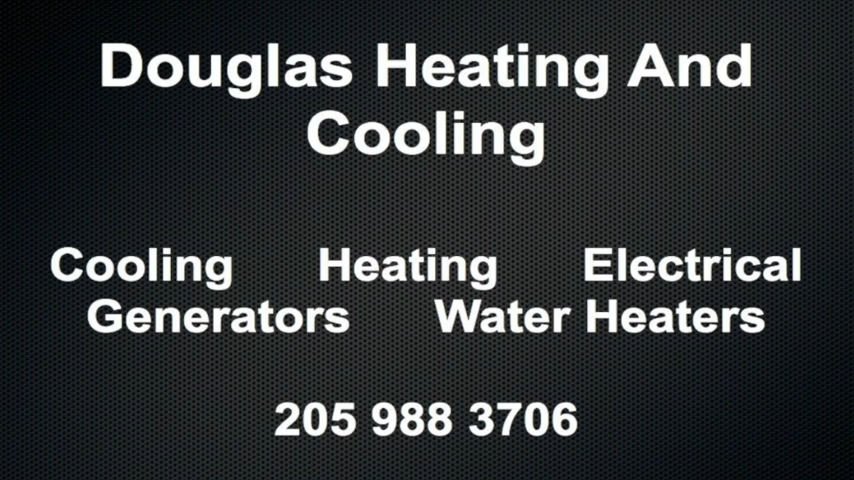 Douglas Heating And
Cooling
Cooling Heating Electrical
Generators Water Heaters
205 988 3706